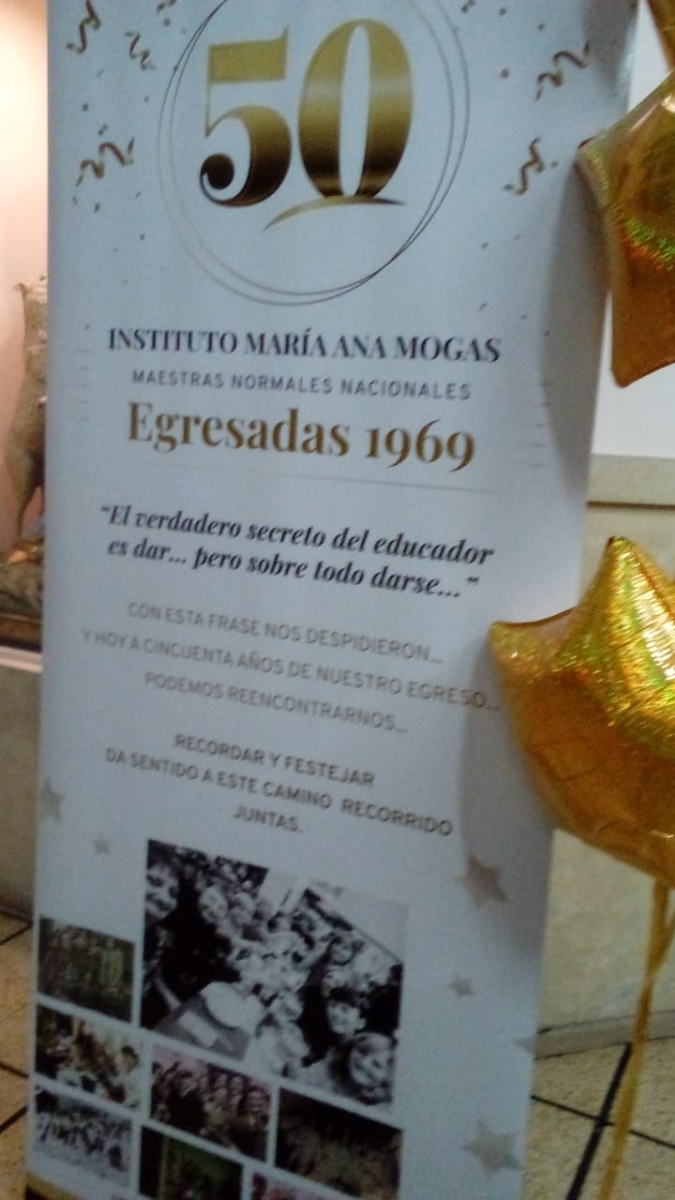 50
INSTITUTO MARÍA ANA MOGAS
MAESTRAS NORMALES NACIONALES
Egresadas 1969
"El verdadero secreto del educador
es dar... pero sobre todo darse..."
CON ESTA FRASE NOS DESPIDIERON...
Y HOY A CINCUENTA AÑOS DE NUESTRO EGRESO...
PODEMOS REENCONTRARNOS...
RECORDAR Y FESTEJAR
DA SENTIDO A ESTE CAMINO RECORRIDO
JUNTAS.